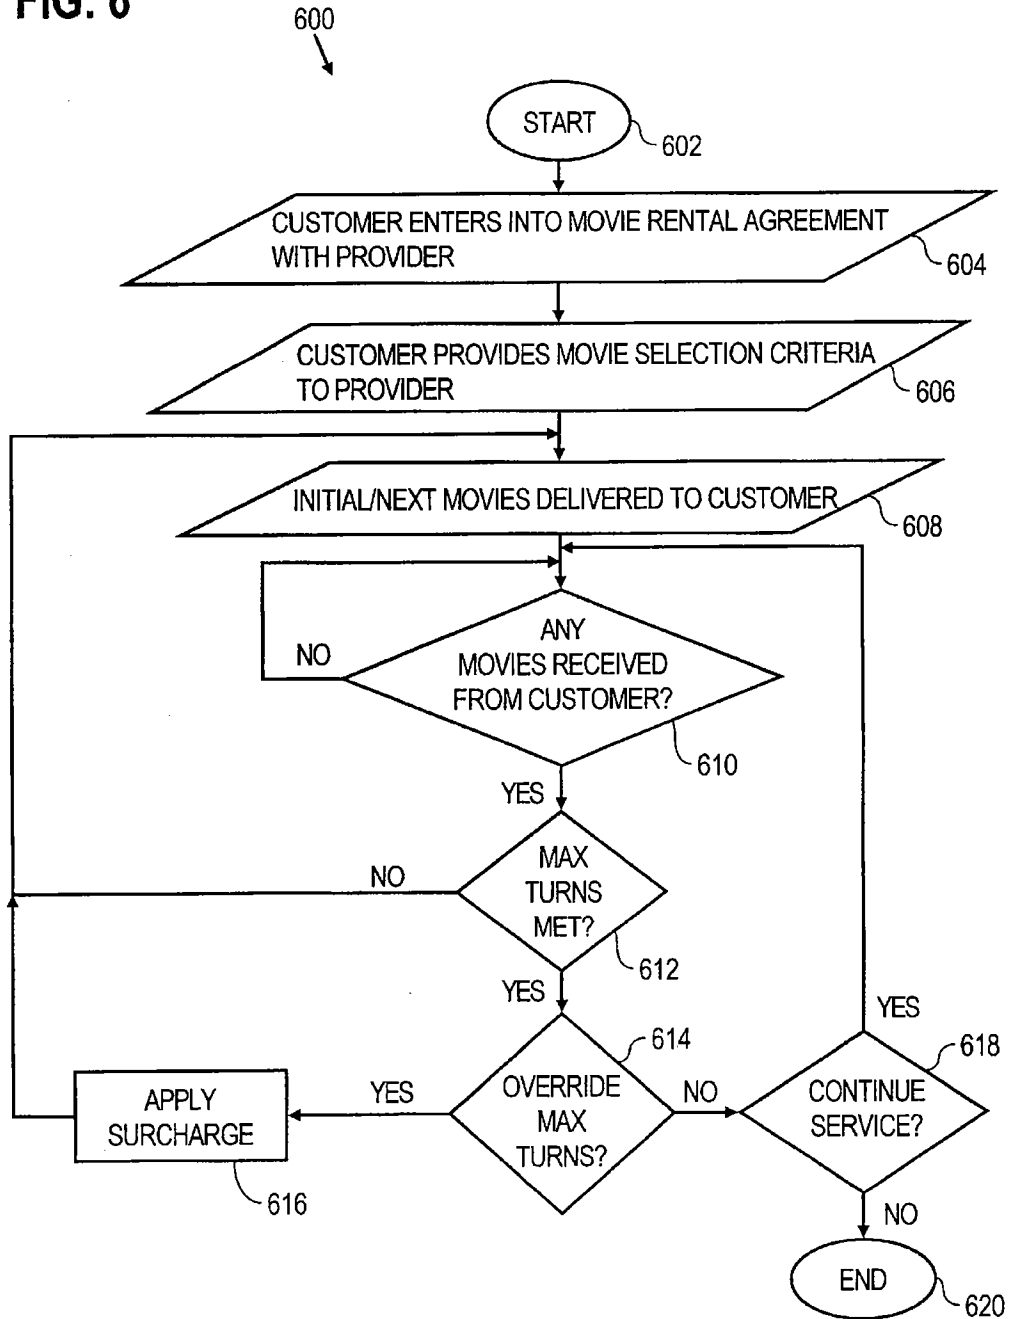 FIG. 6
600
START
602
CUSTOMER ENTERS INTO MOVIE RENTAL AGREEMENT
WITH PROVIDER
604
CUSTOMER PROVIDES MOVIE SELECTION CRITERIA
TO PROVIDER
606
INITIAL/NEXT MOVIES DELIVERED TO CUSTOMER
608
ANY
MOVIES RECEIVED
FROM CUSTOMER?
NO
610
YES
MAX
TURNS
MET?
NO
612
YES
614
OVERRIDE
MAX
TURNS?
YES
NO
APPLY
SURCHARGE
616
YES
618
CONTINUE
SERVICE?
NO
END
620